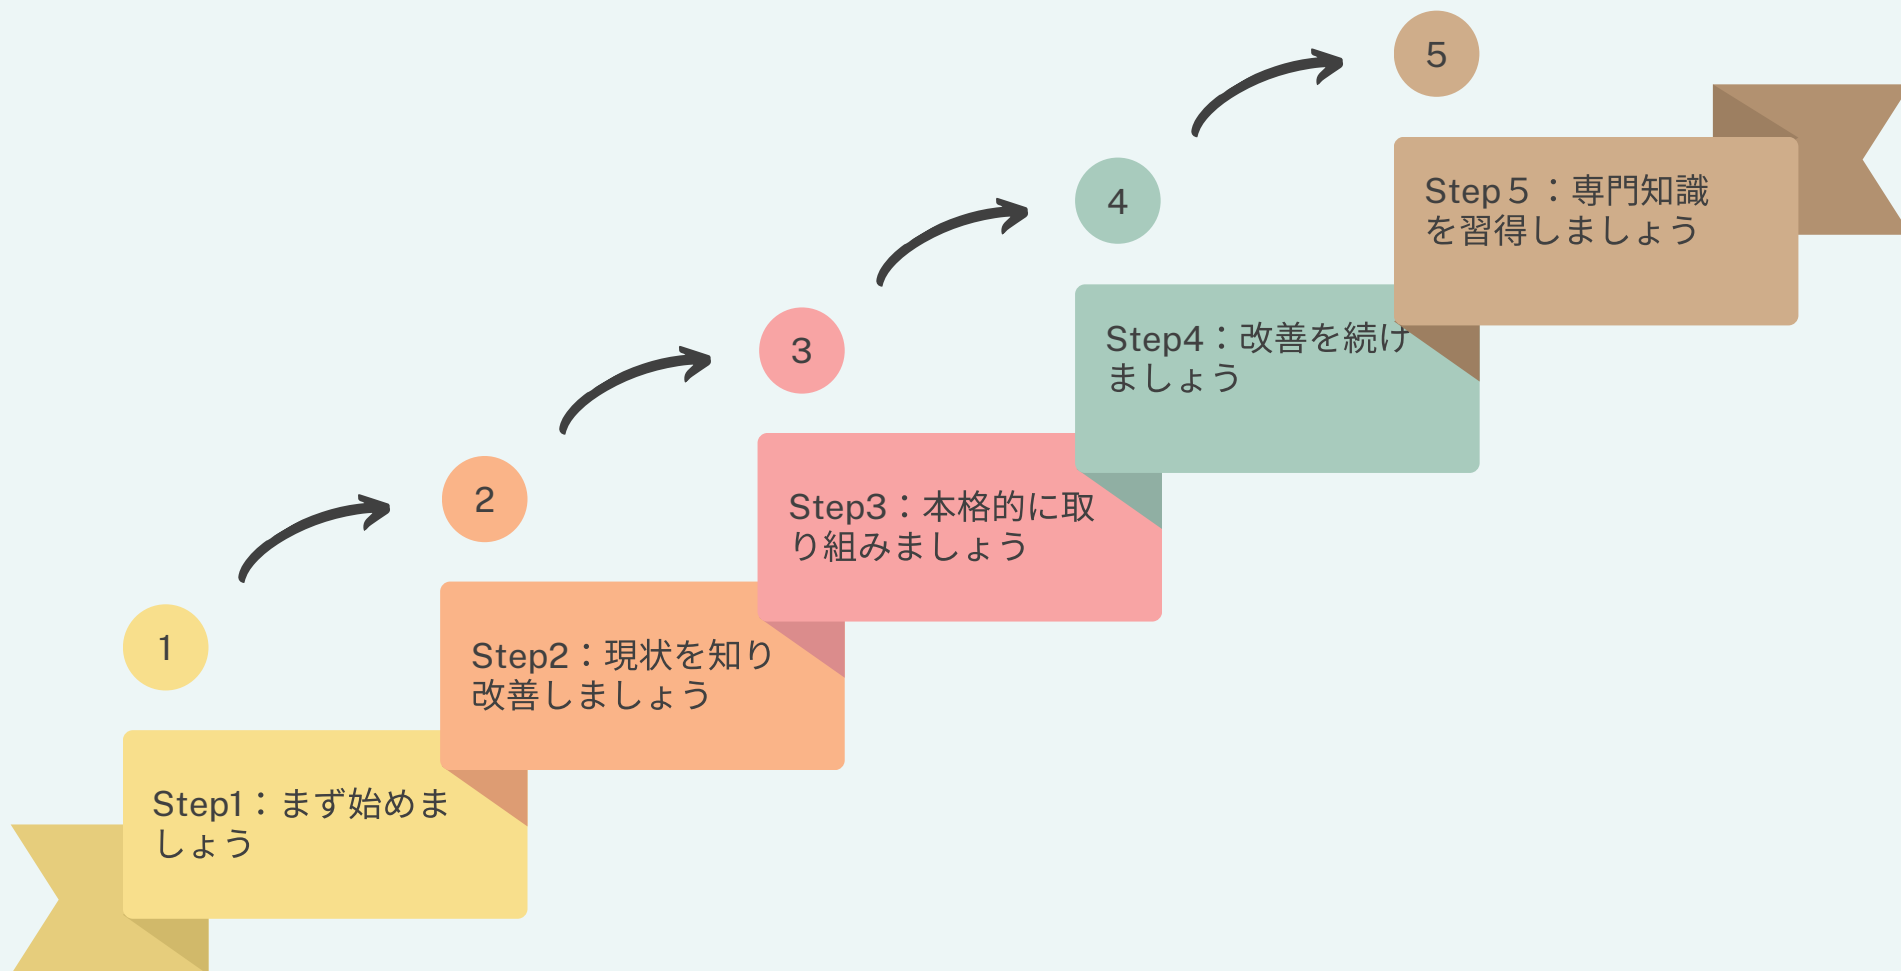 1
Step1：まず始めま
しょう
2
Step2：現状を知り
改善しましょう
3
Step3：本格的に取
り組みましょう
4
Step4：改善を続け
ましょう
5
Step５：専門知識
を習得しましょう